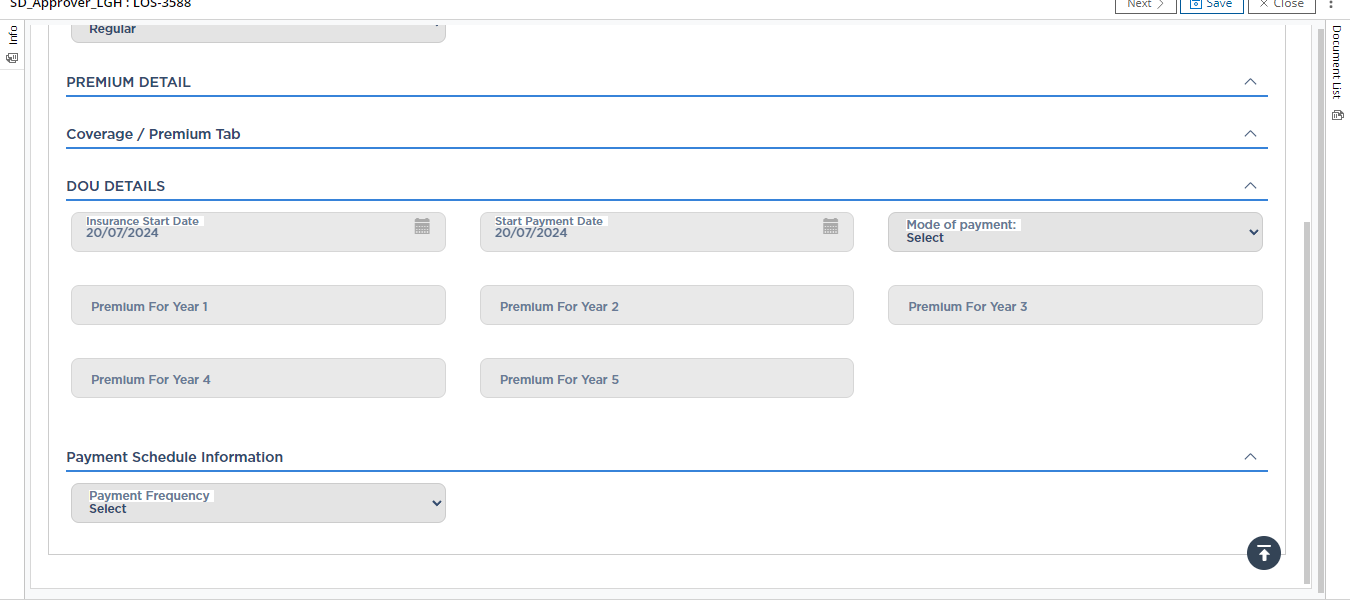 SD_Approver_LGH : LOS-3588
Next
Save
Close
Info
Document List
Regular
PREMIUM DETAIL
Coverage / Premium Tab
DOU DETAILS
Insurance Start Date
20/07/2024
Start Payment Date
20/07/2024
Mode of payment:
Select
Premium For Year 1
Premium For Year 2
Premium For Year 3
Premium For Year 4
Premium For Year 5
Payment Schedule Information
Payment Frequency
Select